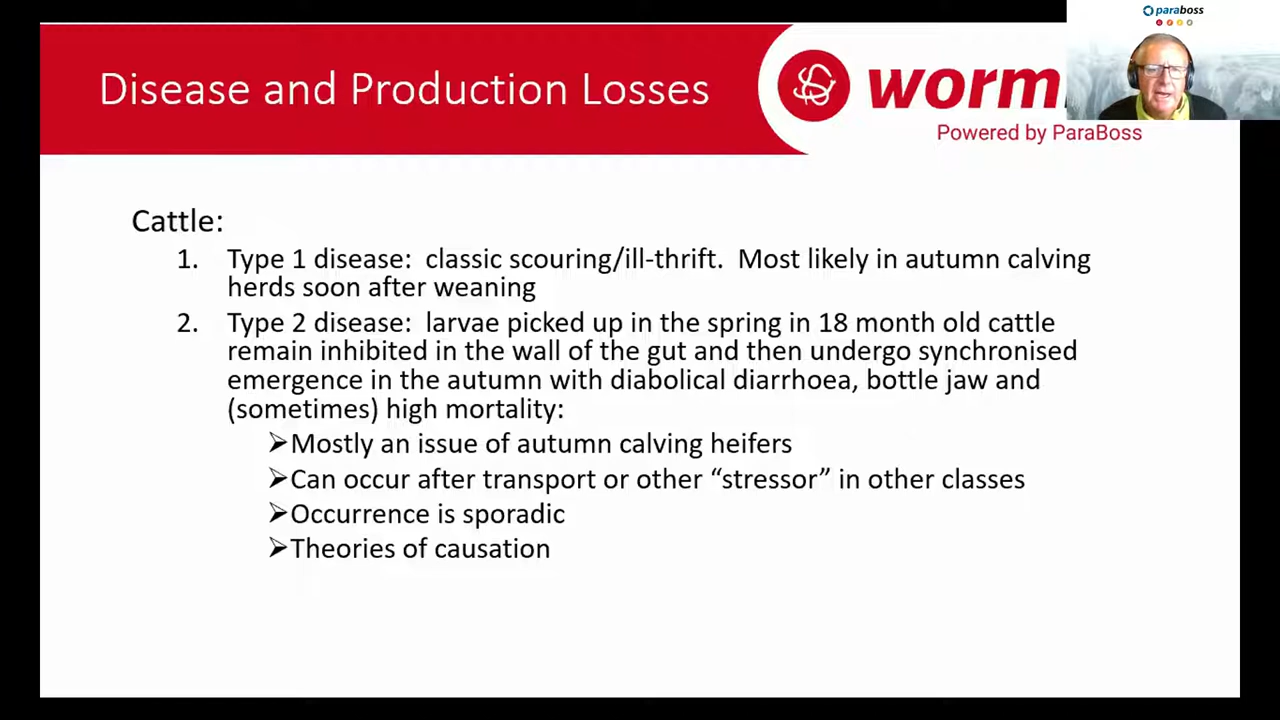 paraboss
Disease and Production Losses
worm
Powered by ParaBoss
Cattle:
1. Type 1 disease: classic scouring/ill-thrift. Most likely in autumn calving
herds soon after weaning
2. Type 2 disease: larvae picked up in the spring in 18 month old cattle
remain inhibited in the wall of the gut and then undergo synchronised
emergence in the autumn with diabolical diarrhoea, bottle jaw and
(sometimes) high mortality:
➢Mostly an issue of autumn calving heifers
➢Can occur after transport or other “stressor” in other classes
➢Occurrence is sporadic
➢Theories of causation